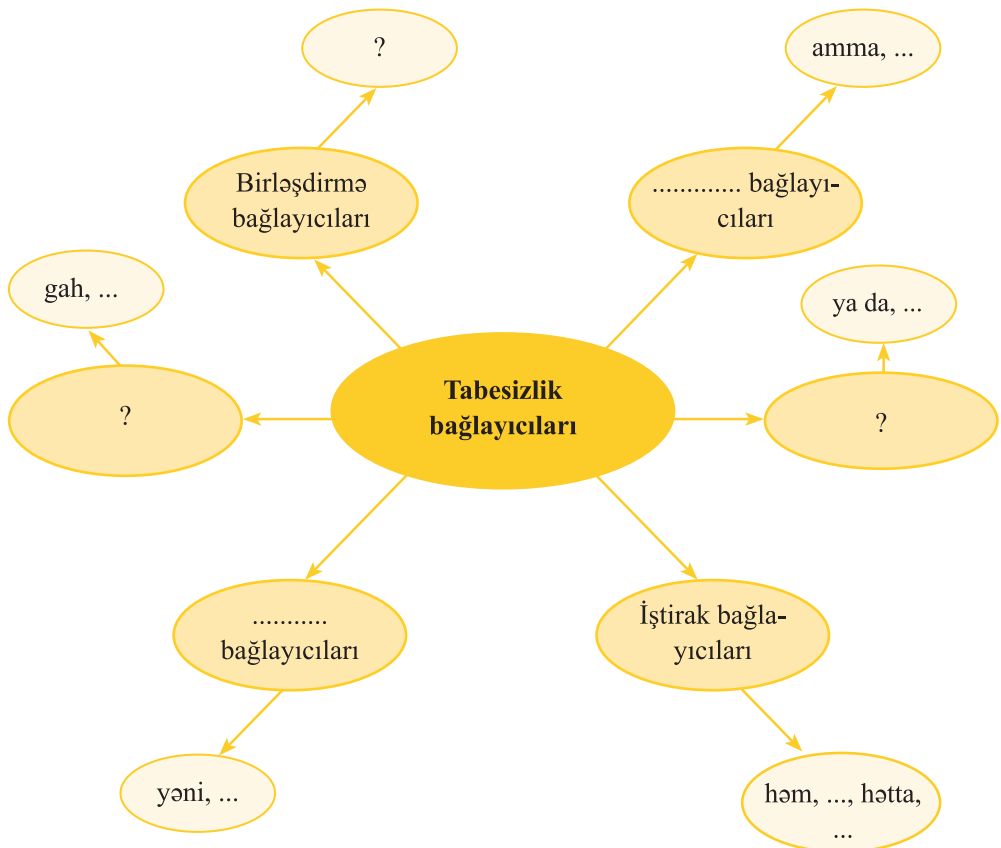 ?
amma, ...
Birləşdirmə
bağlayıcıları
............. bağlayı-
cıları
gah, ...
ya da, ...
?
Tabesizlik
bağlayıcıları
?
...........
bağlayıcıları
İştirak bağla-
yıcıları
yəni, ...
həm, ..., hətta,
...